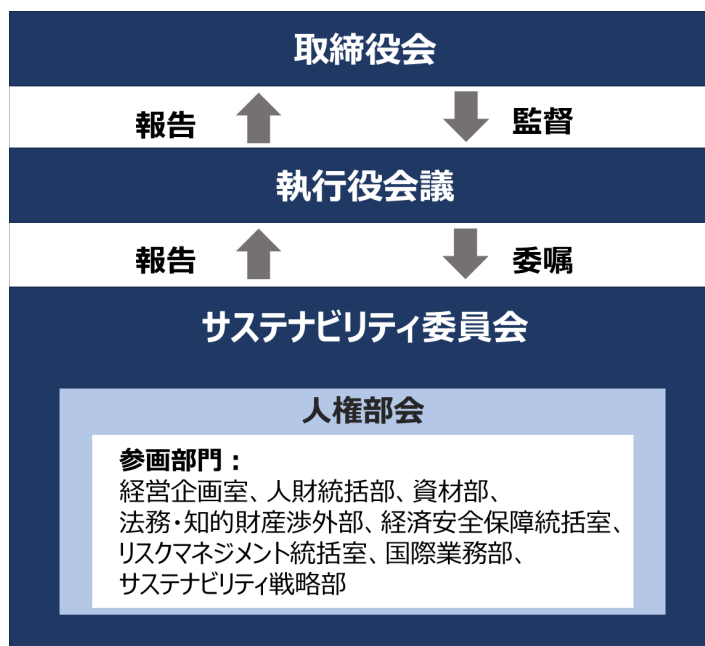 取締役会
報告 監督
執行役会議
報告 委嘱
サステナビリティ委員会
人権部会
参画部門：
経営企画室、人財統括部、資材部、
法務・知的財産渉外部、経済安全保障統括室、
リスクマネジメント統括室、国際業務部、
サステナビリティ戦略部